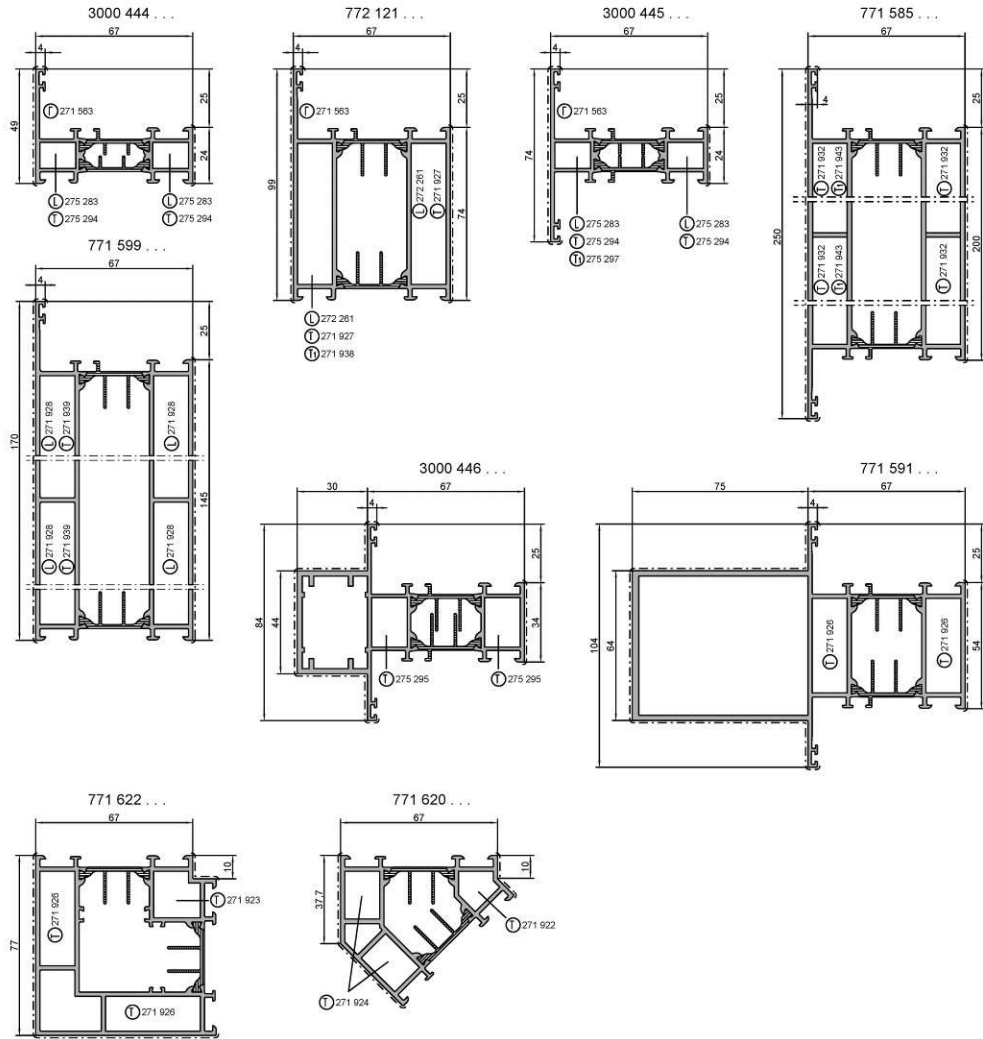 3000 444 . . .
67
4
49
25
24
Γ 271 563
L 275 283
T 275 294
L 275 283
T 275 294
772 121 . . .
67
4
99
25
74
Γ 271 563
L 272 261
T 271 927
L 272 261
T 271 927
T1 271 938
3000 445 . . .
67
4
74
25
24
Γ 271 563
L 275 283
T 275 294
T1 275 297
L 275 283
T 275 294
771 585 . . .
67
4
250
25
200
T 271 932
T1 271 943
T 271 932
T 271 932
T1 271 943
T 271 932
771 599 . . .
67
4
170
25
145
L 271 928
T 271 939
L 271 928
L 271 928
T 271 939
L 271 928
3000 446 . . .
30
67
4
84
44
25
34
T 275 295
T 275 295
771 591 . . .
75
67
4
104
64
25
54
T 271 926
T 271 926
771 622 . . .
67
77
10
T 271 926
T 271 923
T 271 926
771 620 . . .
67
37,7
10
T 271 922
T 271 924